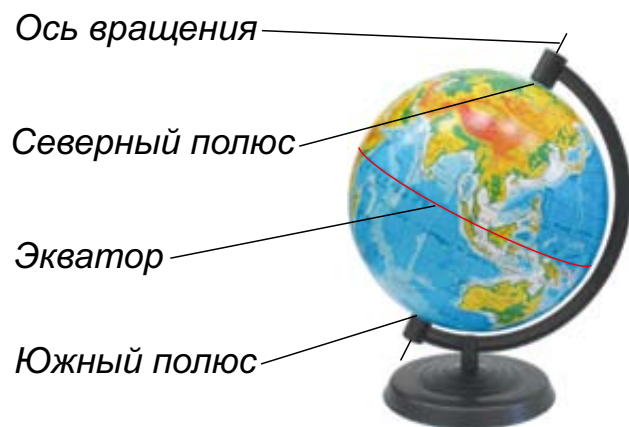 Ось вращения
Северный полюс
Экватор
Южный полюс